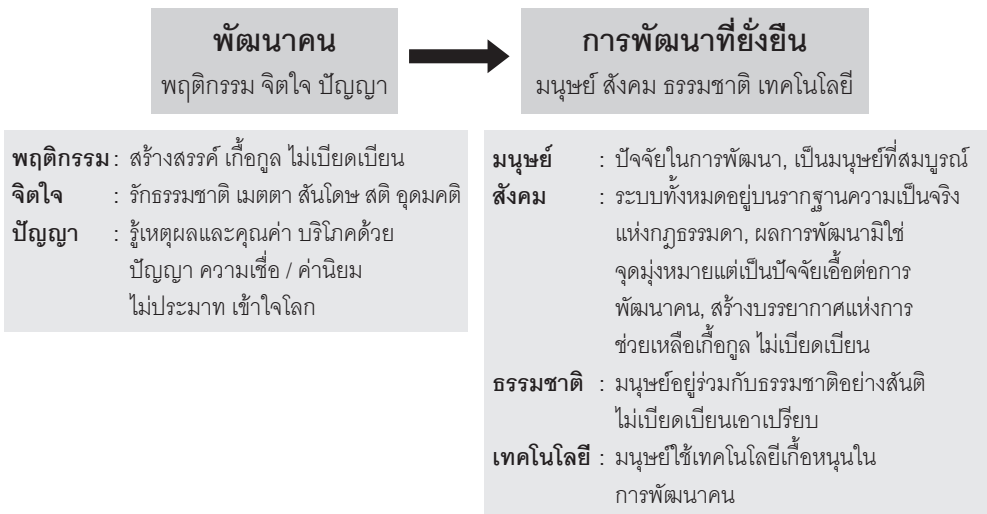 พัฒนาคน
พฤติกรรม จิตใจ ปัญญา
การพัฒนาที่ยั่งยืน
มนุษย์ สังคม ธรรมชาติ เทคโนโลยี
พฤติกรรม : สร้างสรรค์ เกื้อกูล ไม่เบียดเบียน
จิตใจ : รักธรรมชาติ เมตตา สันโดษ สติ อุดมคติ
ปัญญา : รู้เหตุผลและคุณค่า บริโภคด้วย
ปัญญา ความเชื่อ / ค่านิยม
ไม่ประมาท เข้าใจโลก
มนุษย์ : ปัจจัยในการพัฒนา, เป็นมนุษย์ที่สมบูรณ์
สังคม : ระบบทั้งหมดอยู่บนรากฐานความเป็นจริง
แห่งกฎธรรมดา, ผลการพัฒนามิใช่
จุดมุ่งหมายแต่เป็นปัจจัยเอื้อต่อการ
พัฒนาคน, สร้างบรรยากาศแห่งการ
ช่วยเหลือเกื้อกูล ไม่เบียดเบียน
ธรรมชาติ : มนุษย์อยู่ร่วมกับธรรมชาติอย่างสันติ
ไม่เบียดเบียนเอาเปรียบ
เทคโนโลยี : มนุษย์ใช้เทคโนโลยีเกื้อหนุนใน
การพัฒนาคน